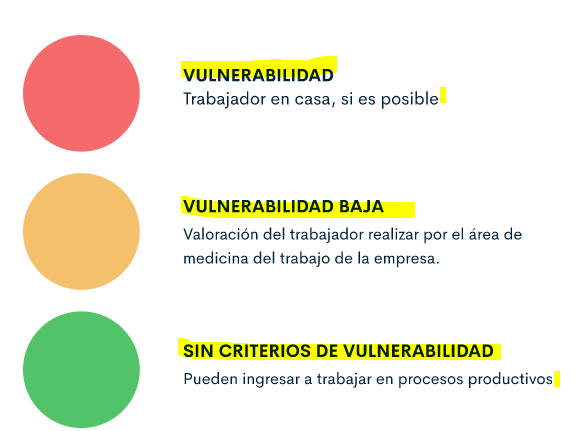 VULNERABILIDAD
Trabajador en casa, si es posible
VULNERABILIDAD BAJA
Valoración del trabajador realizar por el área de
medicina del trabajo de la empresa.
SIN CRITERIOS DE VULNERABILIDAD
Pueden ingresar a trabajar en procesos productivos